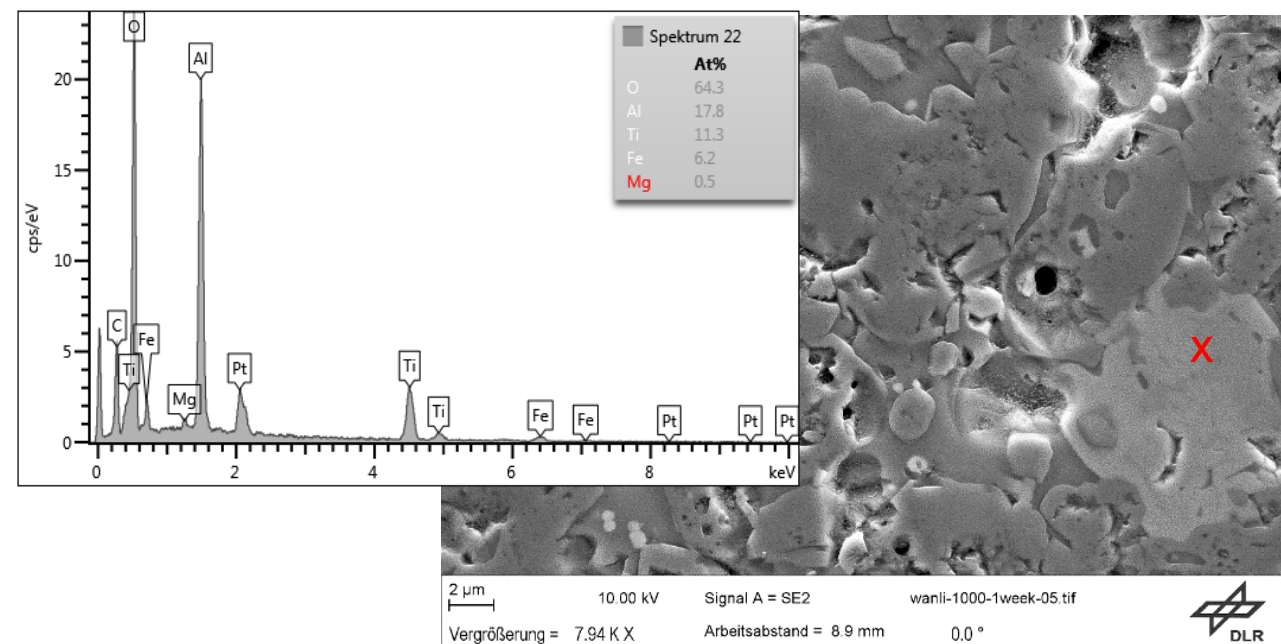 Spektrum 22
At%
O 64.3
Al 17.8
Ti 11.3
Fe 6.2
Mg 0.5
cps/eV
20
15
10
5
0
O
Al
C
Fe
Ti
Mg
Pt
Ti
Ti
Fe
Fe
Pt
Pt
Pt
0 2 4 6 8 keV
X
2 µm
10.00 kV Signal A = SE2 wanli-1000-1week-05.tif
Vergrößerung = 7.94 K X Arbeitsabstand = 8.9 mm 0.0 °
DLR